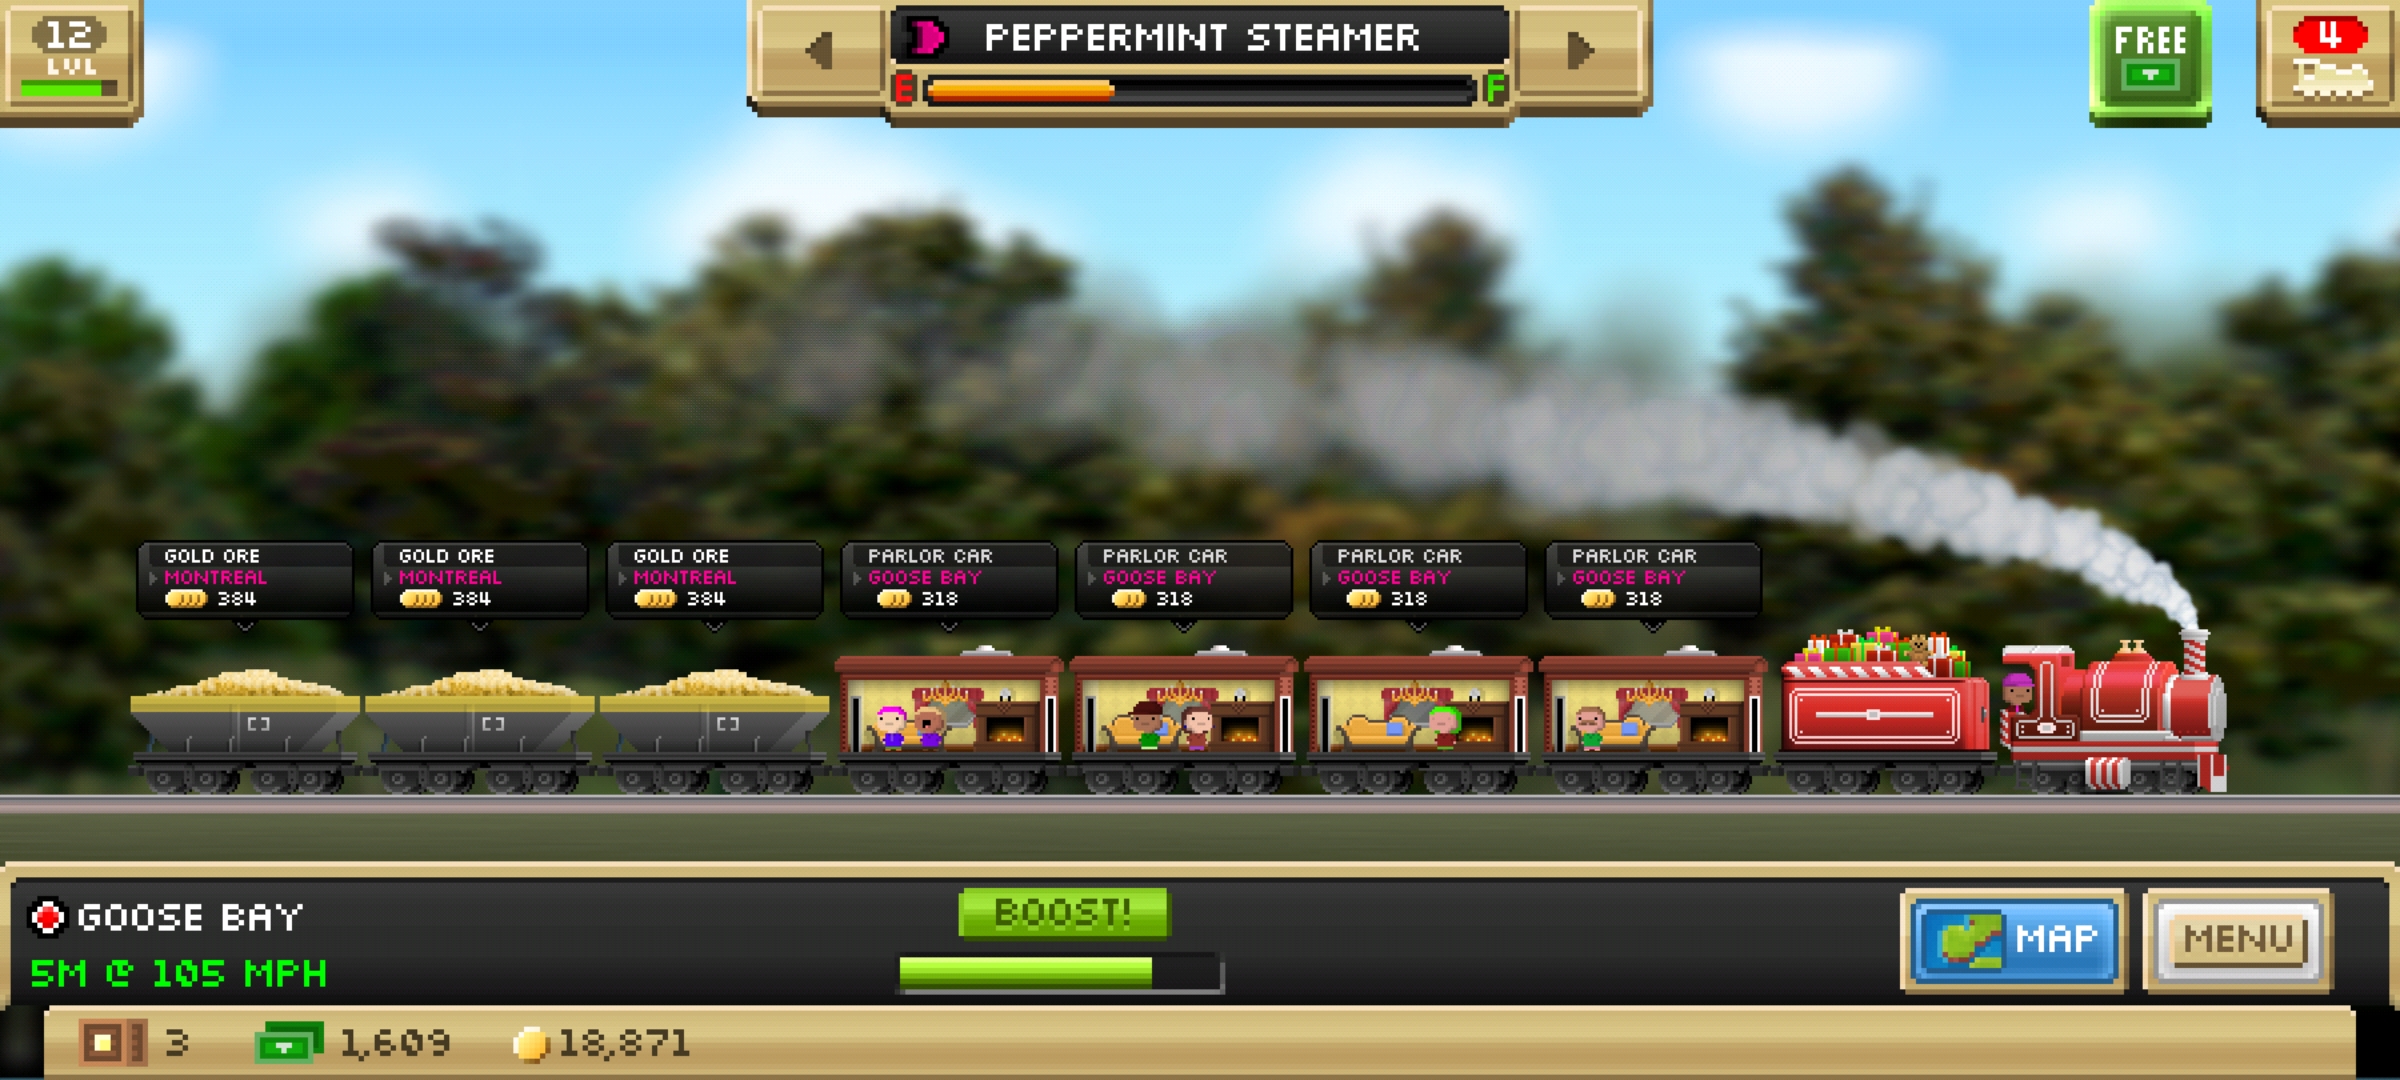 12
LVL
PEPPERMINT STEAMER
E
F
FREE
4
GOLD ORE
MONTREAL
384
GOLD ORE
MONTREAL
384
GOLD ORE
MONTREAL
384
PARLOR CAR
GOOSE BAY
318
PARLOR CAR
GOOSE BAY
318
PARLOR CAR
GOOSE BAY
318
PARLOR CAR
GOOSE BAY
318
GOOSE BAY
5M @ 105 MPH
BOOST!
MAP
MENU
3
1,609
18,871